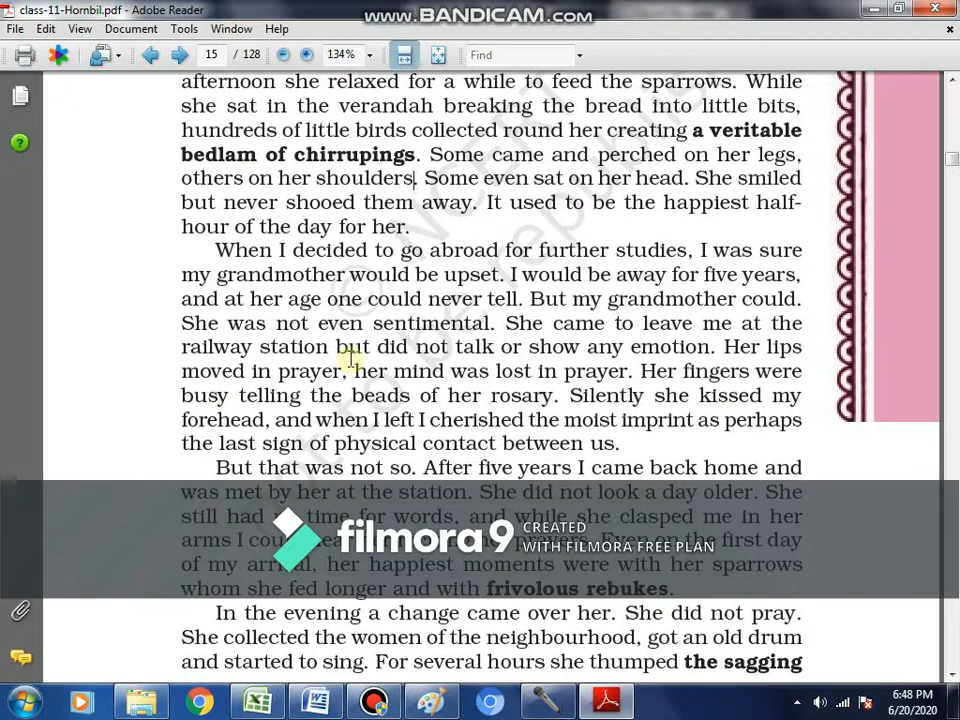 class-11-Hornbil.pdf - Adobe Reader
www.BANDICAM.com
File Edit View Document Tools Window Help
15 / 128 134% Find
afternoon she relaxed for a while to feed the sparrows. While
she sat in the verandah breaking the bread into little bits,
hundreds of little birds collected round her creating a veritable
bedlam of chirrupings. Some came and perched on her legs,
others on her shoulders. Some even sat on her head. She smiled
but never shooed them away. It used to be the happiest half-
hour of the day for her.
When I decided to go abroad for further studies, I was sure
my grandmother would be upset. I would be away for five years,
and at her age one could never tell. But my grandmother could.
She was not even sentimental. She came to leave me at the
railway station but did not talk or show any emotion. Her lips
moved in prayer, her mind was lost in prayer. Her fingers were
busy telling the beads of her rosary. Silently she kissed my
forehead, and when I left I cherished the moist imprint as perhaps
the last sign of physical contact between us.
But that was not so. After five years I came back home and
was met by her at the station. She did not look a day older. She
still had time for words, and while she clasped me in her
arms I prayers. Even on the first day
of my arrival, her happiest moments were with her sparrows
whom she fed longer and with frivolous rebukes.
filmora9 CREATED
WITH FILMORA FREE PLAN
In the evening a change came over her. She did not pray.
She collected the women of the neighbourhood, got an old drum
and started to sing. For several hours she thumped the sagging
© NCERT
not to be republis
6:48 PM
6/20/2020